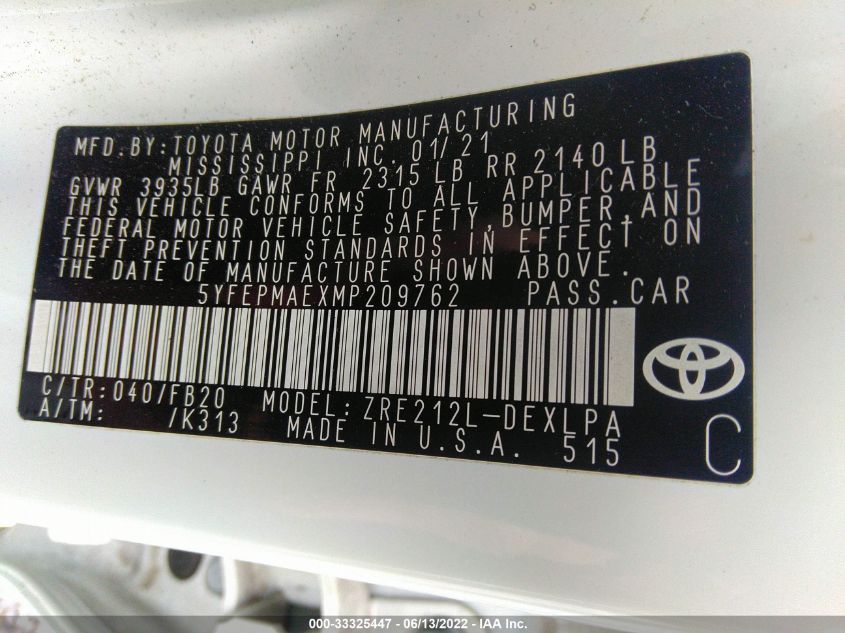 MFD.BY:TOYOTA MOTOR MANUFACTURING
MISSISSIPPI INC. 01/21
GVWR 3935LB GAWR FR 2315 LB RR 2140LB
THIS VEHICLE CONFORMS TO ALL APPLICABLE
FEDERAL MOTOR VEHICLE SAFETY,BUMPER,AND
THEFT PREVENTION STANDARDS IN EFFECT ON
THE DATE OF MANUFACTURE SHOWN ABOVE.
5YFEPMAEXMP209762 PASS.CAR
C/TR:040/FB20 MODEL:ZRE212L-DEXLPA
A/TM: /K313 MADE IN U.S.A. 515
C
000-33325447 - 06/13/2022 - IAA Inc.